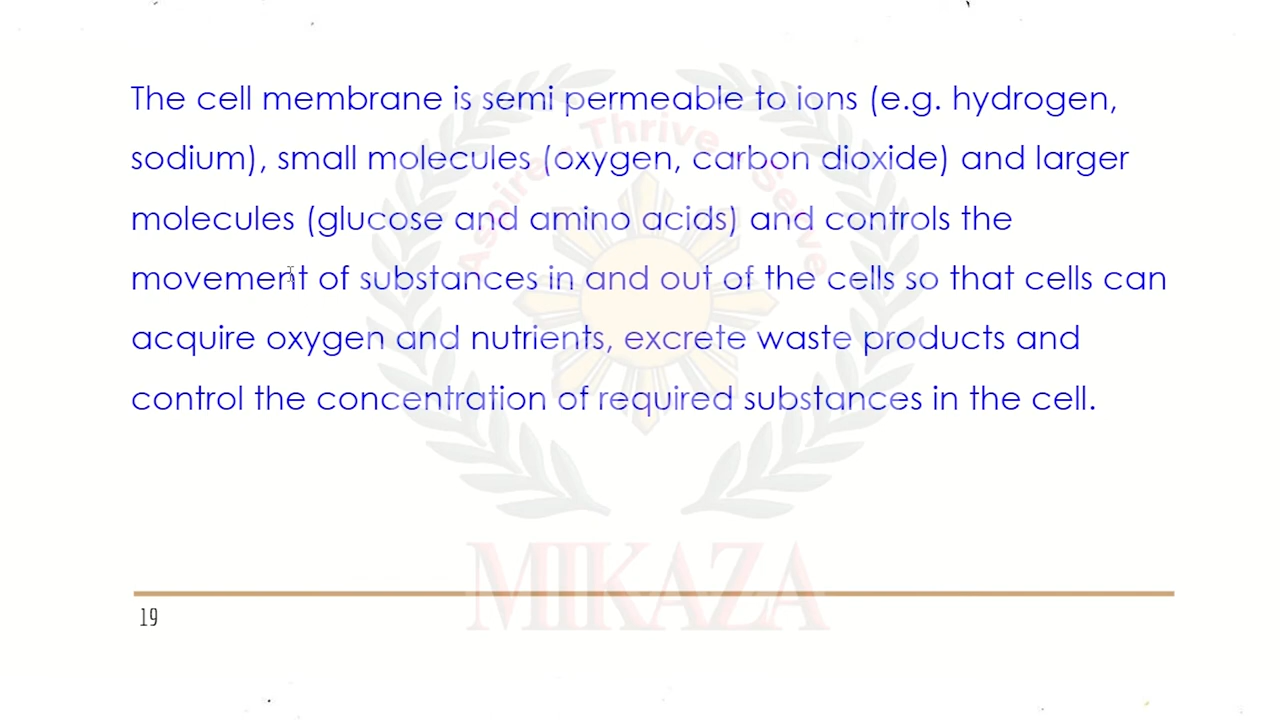 The cell membrane is semi permeable to ions (e.g. hydrogen,
sodium), small molecules (oxygen, carbon dioxide) and larger
molecules (glucose and amino acids) and controls the
movement of substances in and out of the cells so that cells can
acquire oxygen and nutrients, excrete waste products and
control the concentration of required substances in the cell.
Aspire Thrive Serve
MIKAZA
19